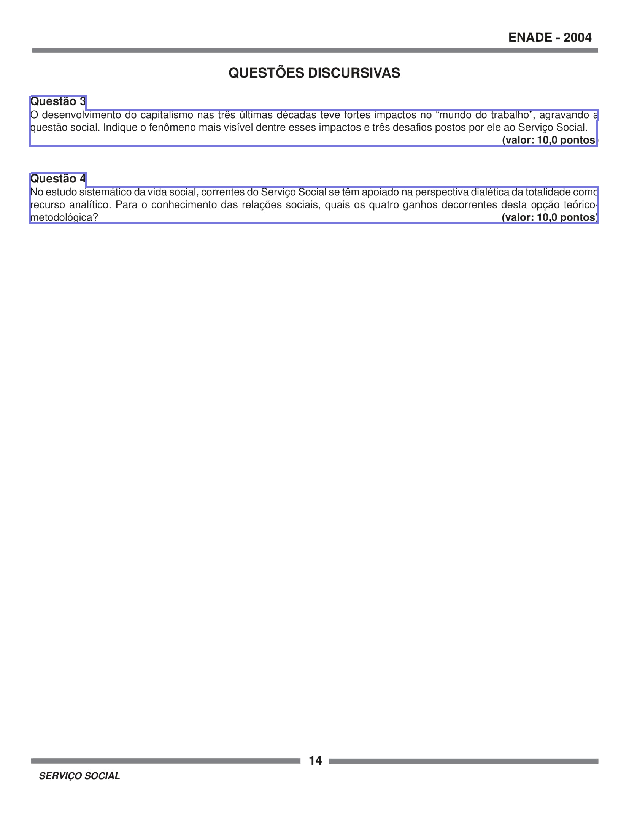 ENADE - 2004
QUESTÕES DISCURSIVAS
Questão 3
O desenvolvimento do capitalismo nas três últimas décadas teve fortes impactos no "mundo do trabalho", agravando a
questão social. Indique o fenômeno mais visível dentre esses impactos e três desafios postos por ele ao Serviço Social.
(valor: 10,0 pontos)
Questão 4
No estudo sistemático da vida social, correntes do Serviço Social se têm apoiado na perspectiva dialética da totalidade como
recurso analítico. Para o conhecimento das relações sociais, quais os quatro ganhos decorrentes desta opção teórico-
metodológica? (valor: 10,0 pontos)
14
SERVIÇO SOCIAL